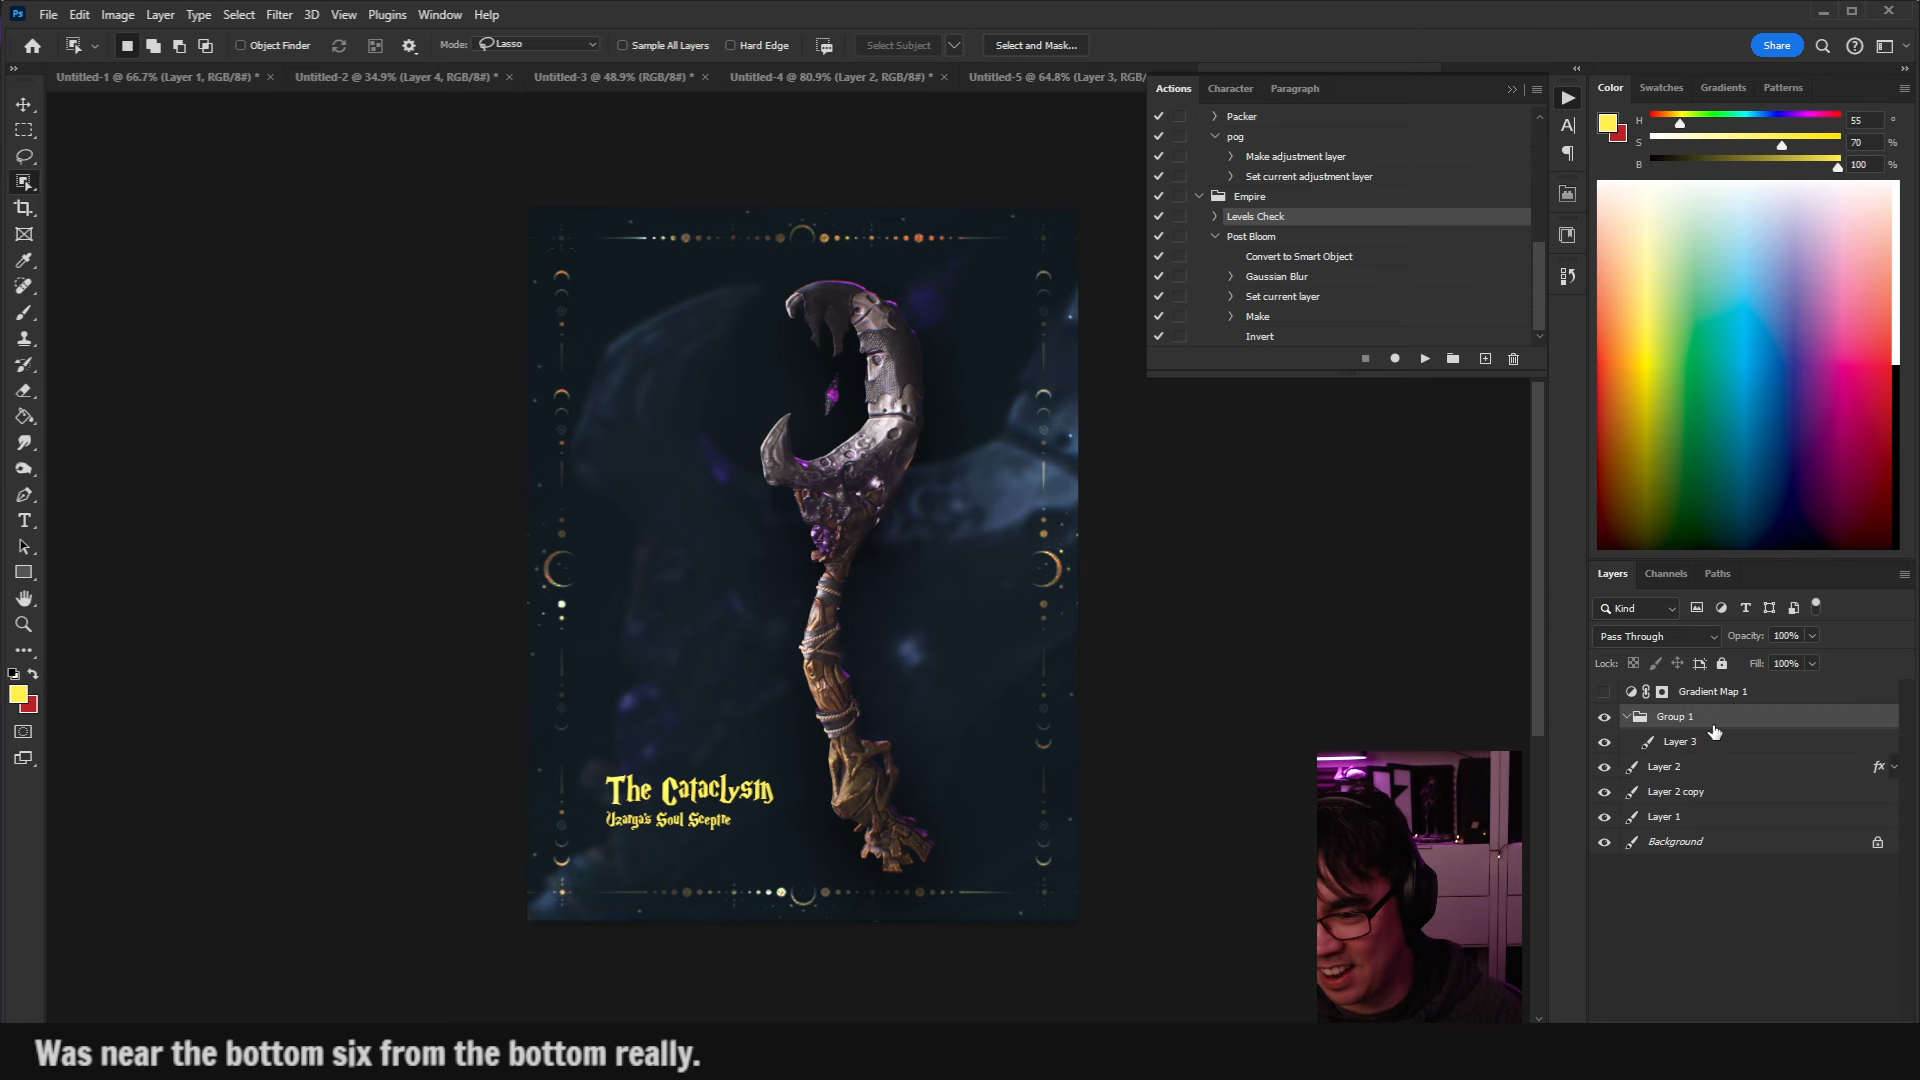 Ps File Edit Image Layer Type Select Filter 3D View Plugins Window Help
Object Finder Mode: Lasso Sample All Layers Hard Edge Select Subject Select and Mask... Share
Untitled-1 @ 66.7% (Layer 1, RGB/8#) * × Untitled-2 @ 34.9% (Layer 4, RGB/8#) * × Untitled-3 @ 48.9% (RGB/8#) * × Untitled-4 @ 80.9% (Layer 2, RGB/8#) * × Untitled-5 @ 64.8% (Layer 3, RGB/
Actions Character Paragraph
Packer
pog
Make adjustment layer
Set current adjustment layer
Empire
Levels Check
Post Bloom
Convert to Smart Object
Gaussian Blur
Set current layer
Make
Invert
Color Swatches Gradients Patterns
H 55 °
S 70 %
B 100 %
Layers Channels Paths
Kind
Pass Through Opacity: 100%
Lock: Fill: 100%
Gradient Map 1
Group 1
Layer 3
Layer 2 fx
Layer 2 copy
Layer 1
Background
The Cataclysm
Uzarga's Soul Sceptre
Was near the bottom six from the bottom really.